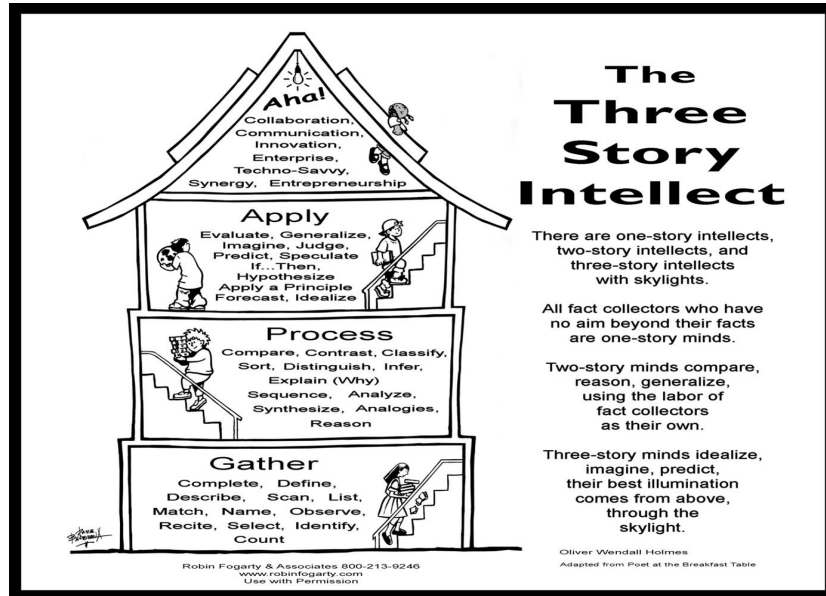 Aha!
Collaboration,
Communication,
Innovation,
Enterprise,
Techno-Savvy,
Synergy, Entrepreneurship
Apply
Evaluate, Generalize,
Imagine, Judge,
Predict, Speculate
If...Then,
Hypothesize
Apply a Principle
Forecast, Idealize
Process
Compare, Contrast, Classify,
Sort, Distinguish, Infer,
Explain (Why)
Sequence, Analyze,
Synthesize, Analogies,
Reason
Gather
Complete, Define,
Describe, Scan, List,
Match, Name, Observe,
Recite, Select, Identify,
Count
Robin Fogarty & Associates 800-213-9246
www.robinfogarty.com
Use with Permission
The
Three
Story
Intellect
There are one-story intellects,
two-story intellects, and
three-story intellects
with skylights.
All fact collectors who have
no aim beyond their facts
are one-story minds.
Two-story minds compare,
reason, generalize,
using the labor of
fact collectors
as their own.
Three-story minds idealize,
imagine, predict,
their best illumination
comes from above,
through the
skylight.
Oliver Wendall Holmes
Adapted from Poet at the Breakfast Table